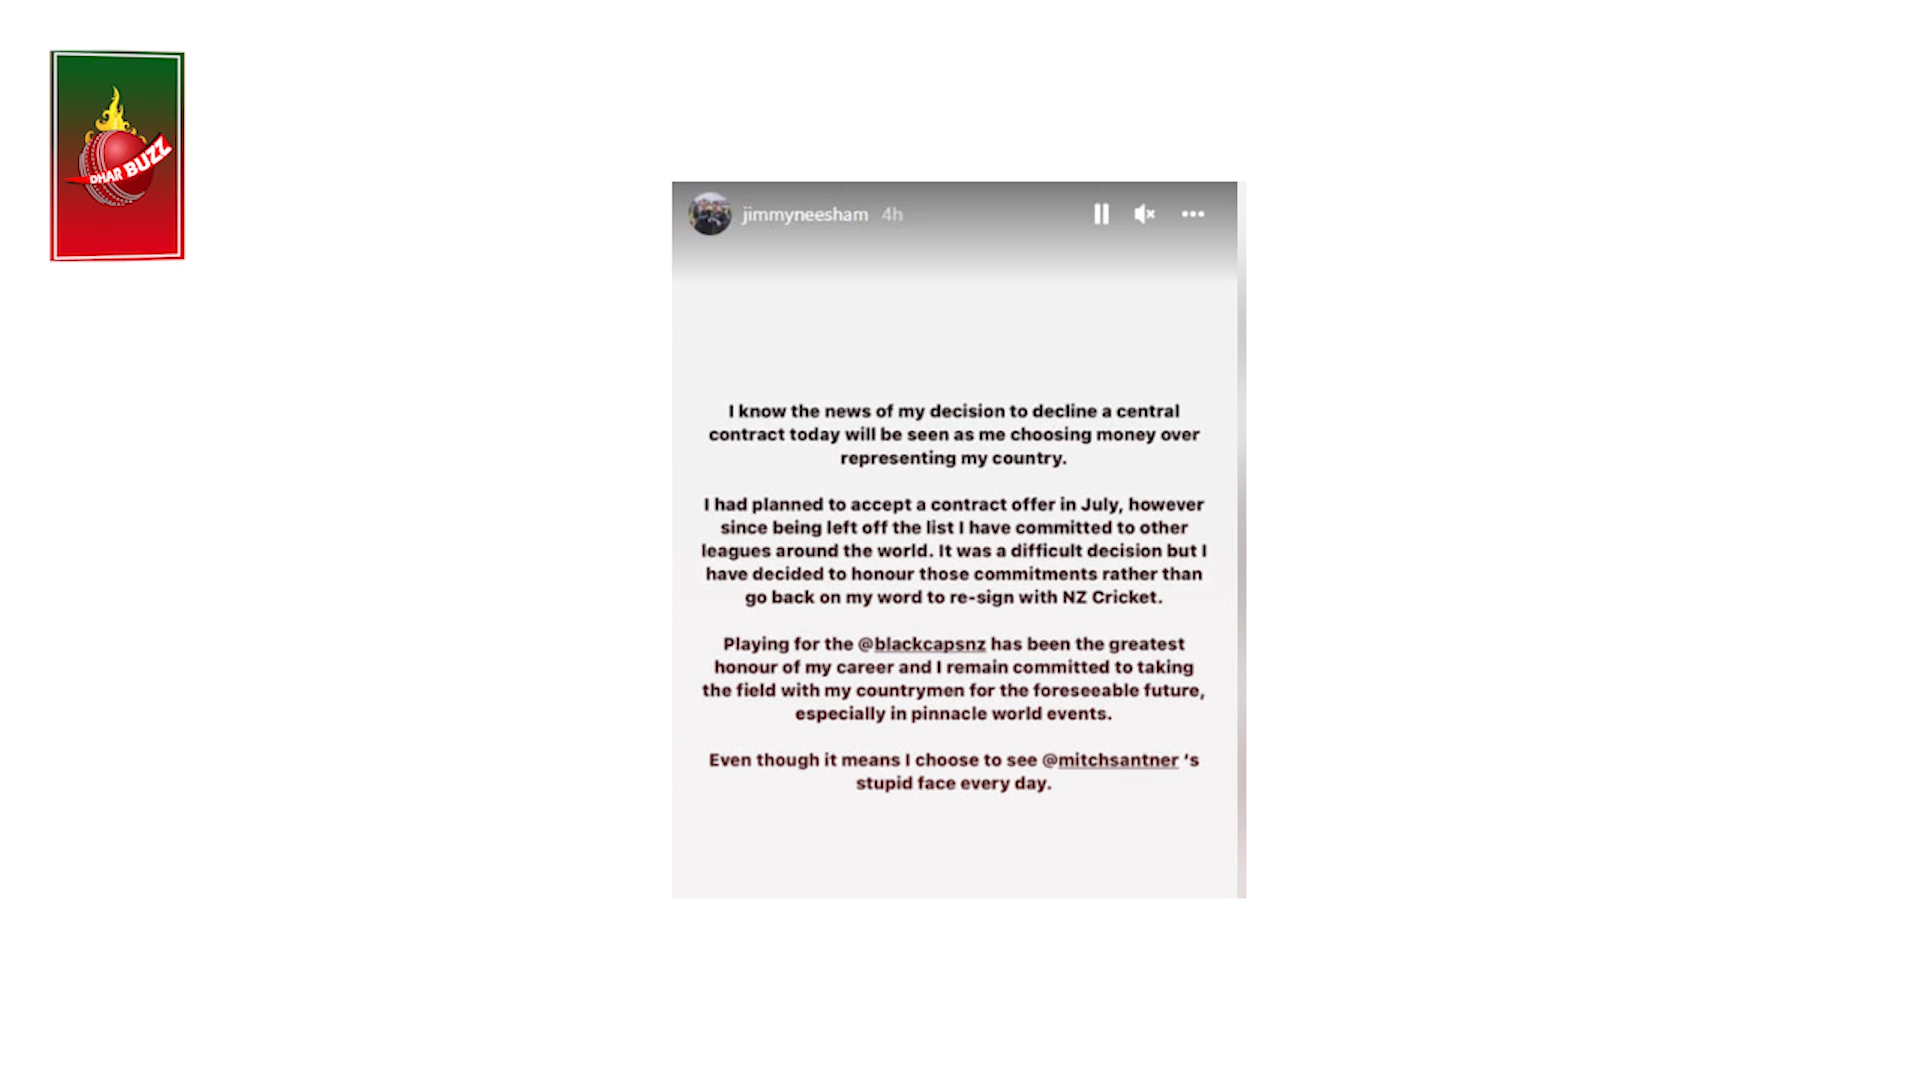 DHAR BUZZ
jimmyneesham 4h
I know the news of my decision to decline a central
contract today will be seen as me choosing money over
representing my country.
I had planned to accept a contract offer in July, however
since being left off the list I have committed to other
leagues around the world. It was a difficult decision but I
have decided to honour those commitments rather than
go back on my word to re-sign with NZ Cricket.
Playing for the @blackcapsnz has been the greatest
honour of my career and I remain committed to taking
the field with my countrymen for the foreseeable future,
especially in pinnacle world events.
Even though it means I choose to see @mitchsantner ‘s
stupid face every day.